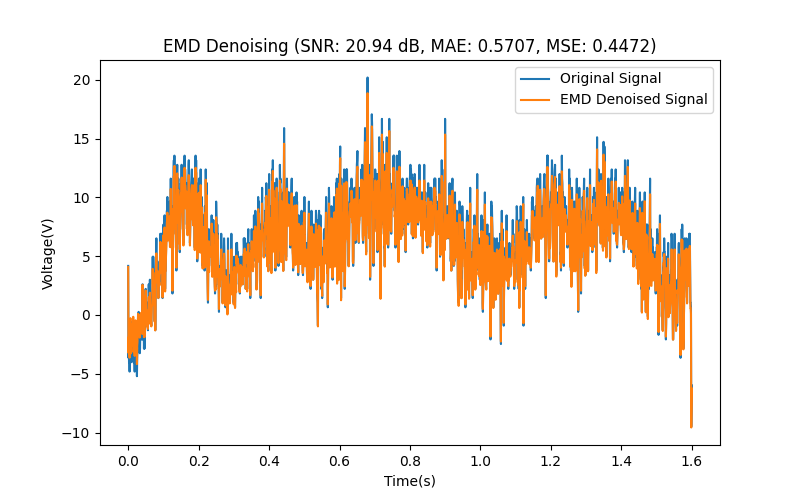 EMD Denoising (SNR: 20.94 dB, MAE: 0.5707, MSE: 0.4472)
Original Signal
EMD Denoised Signal
20
15
10
5
0
−5
−10
Voltage(V)
0.0 0.2 0.4 0.6 0.8 1.0 1.2 1.4 1.6
Time(s)